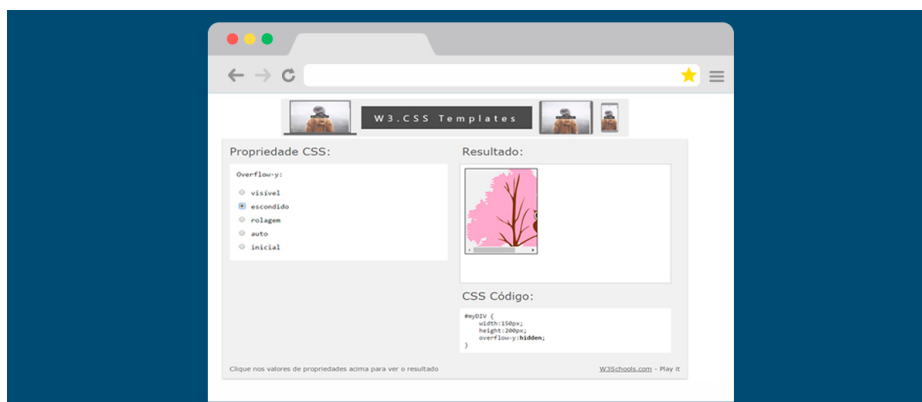 W3.CSS Templates
Propriedade CSS:
Overflow-y:
visível
escondido
rolagem
auto
inicial
Resultado:
CSS Código:
#myDIV {
width:150px;
height:200px;
overflow-y:hidden;
}
Clique nos valores de propriedades acima para ver o resultado
W3Schools.com - Play it